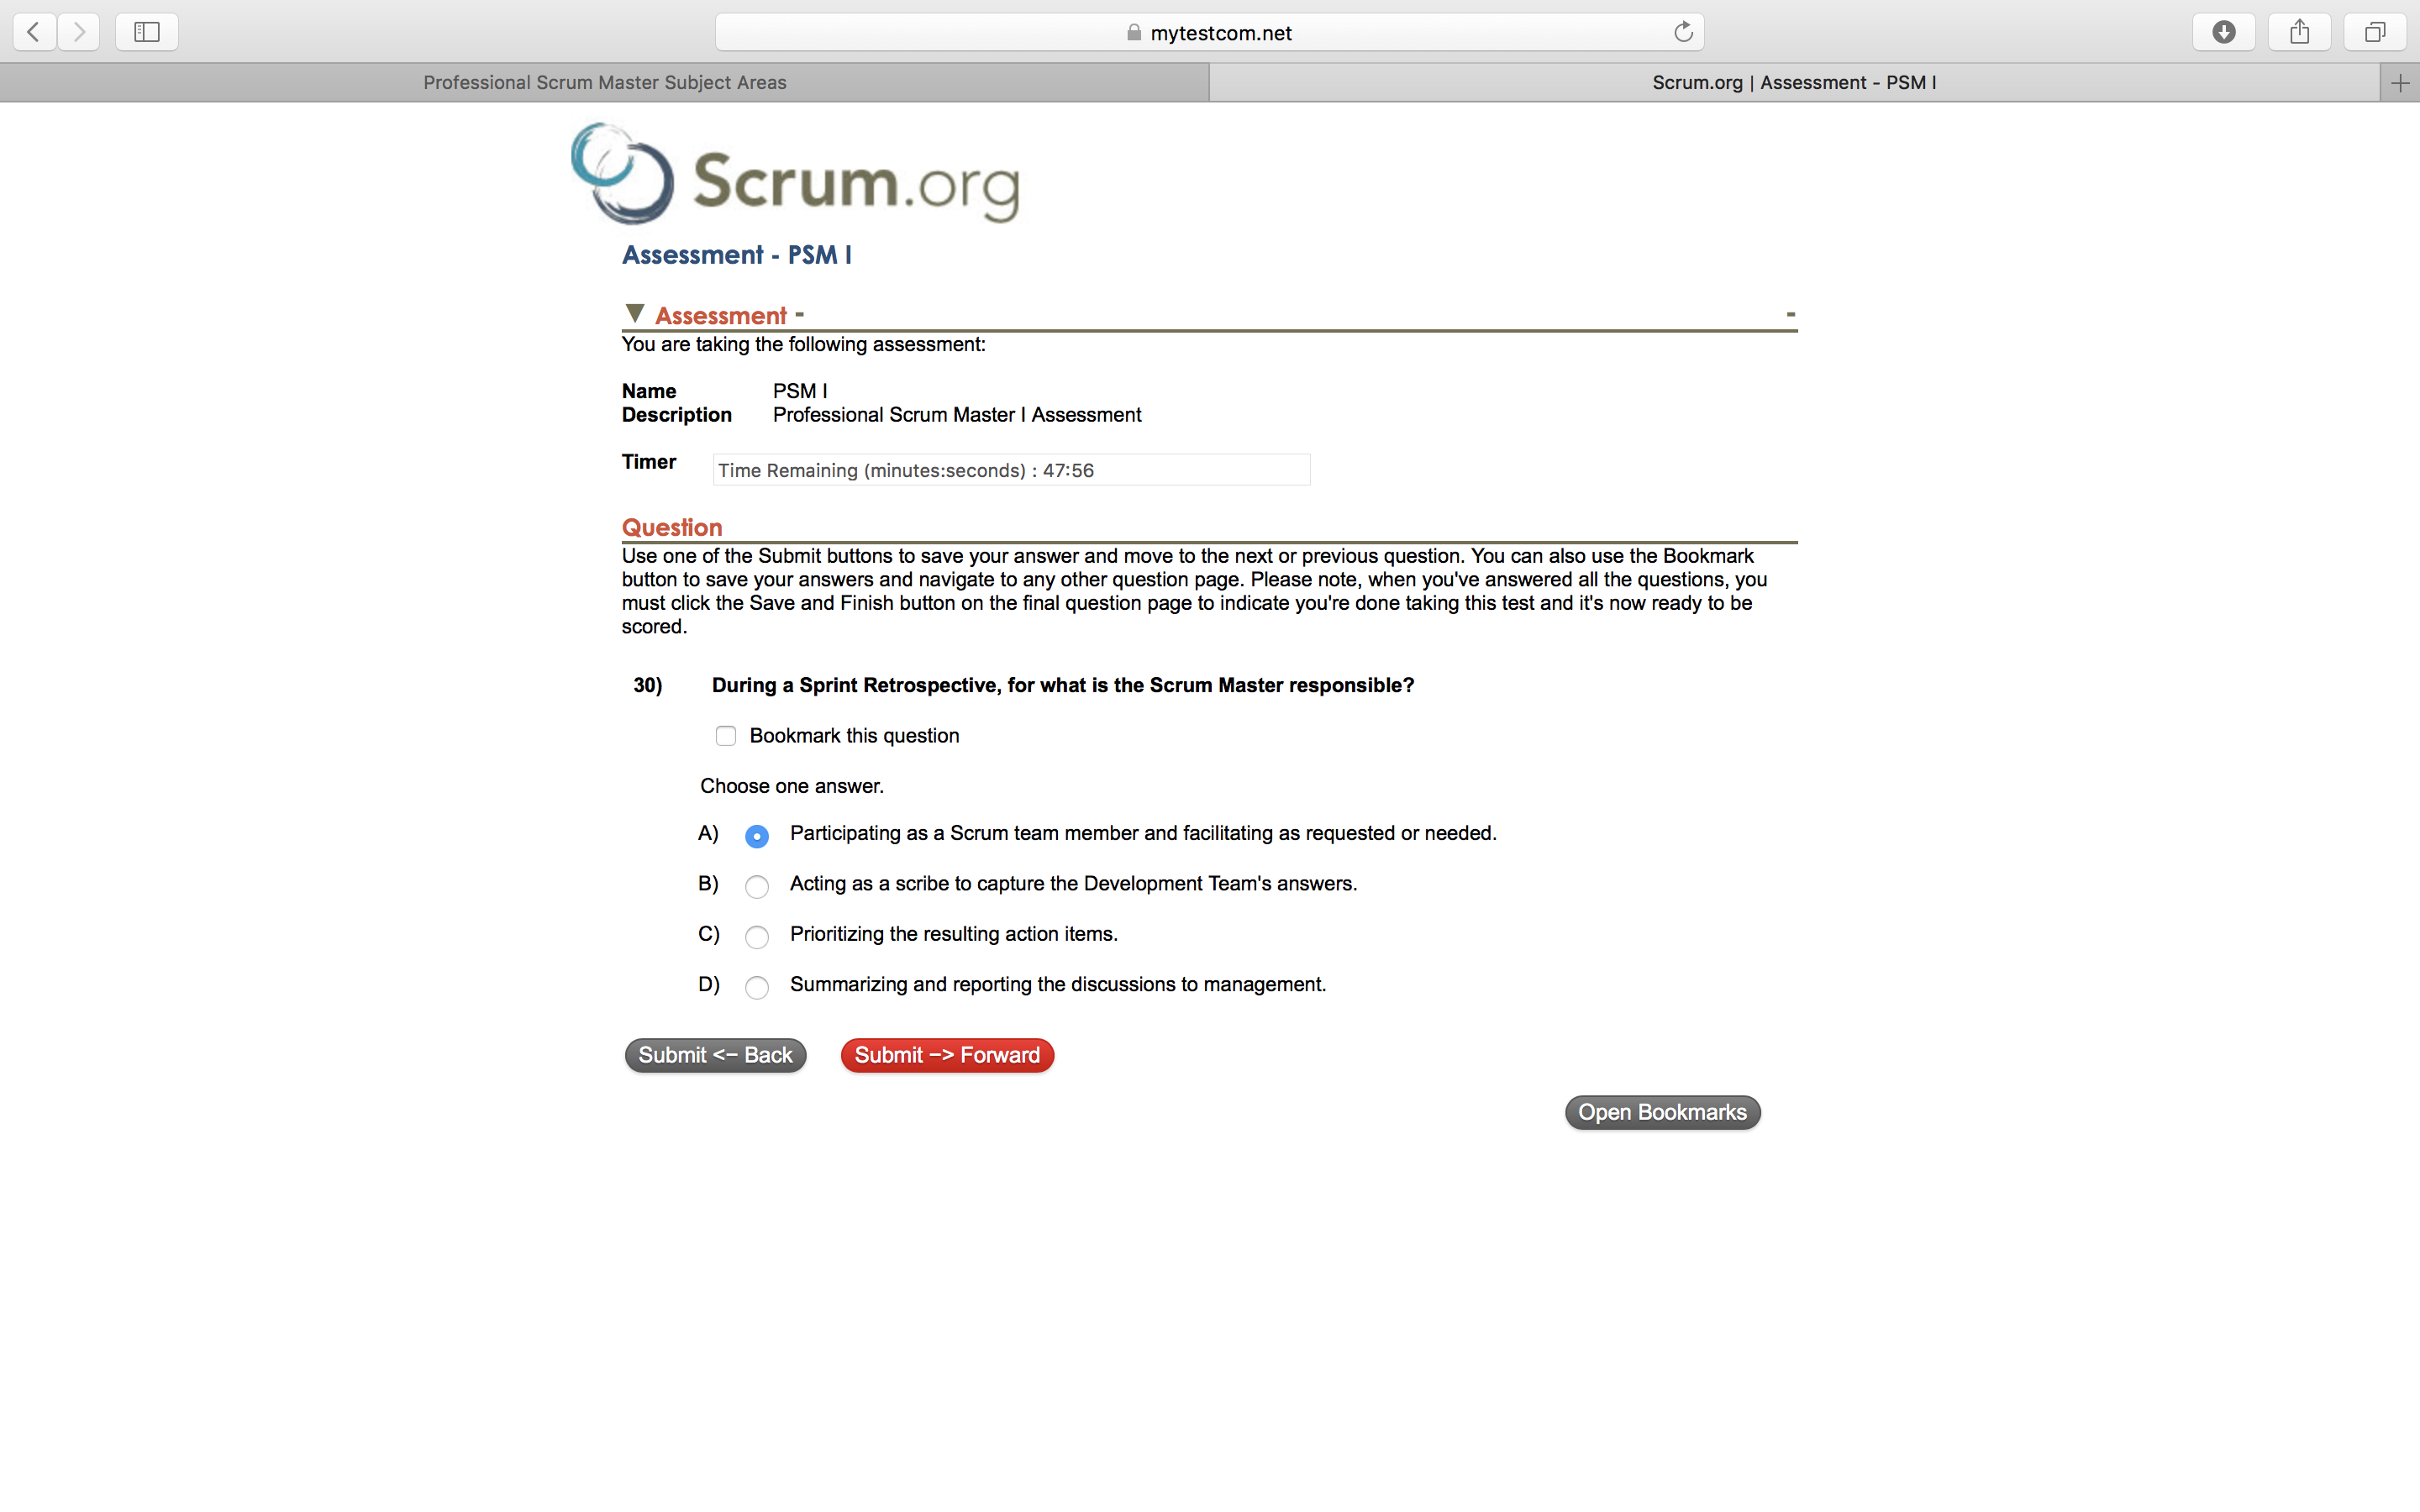 mytestcom.net
Professional Scrum Master Subject Areas
Scrum.org | Assessment - PSM I
Scrum.org
Assessment - PSM I
▼ Assessment - -
You are taking the following assessment:
Name PSM I
Description Professional Scrum Master I Assessment
Timer Time Remaining (minutes:seconds) : 47:56
Question
Use one of the Submit buttons to save your answer and move to the next or previous question. You can also use the Bookmark
button to save your answers and navigate to any other question page. Please note, when you've answered all the questions, you
must click the Save and Finish button on the final question page to indicate you're done taking this test and it's now ready to be
scored.
30) During a Sprint Retrospective, for what is the Scrum Master responsible?
Bookmark this question
Choose one answer.
A) Participating as a Scrum team member and facilitating as requested or needed.
B) Acting as a scribe to capture the Development Team's answers.
C) Prioritizing the resulting action items.
D) Summarizing and reporting the discussions to management.
Submit <- Back Submit -> Forward
Open Bookmarks